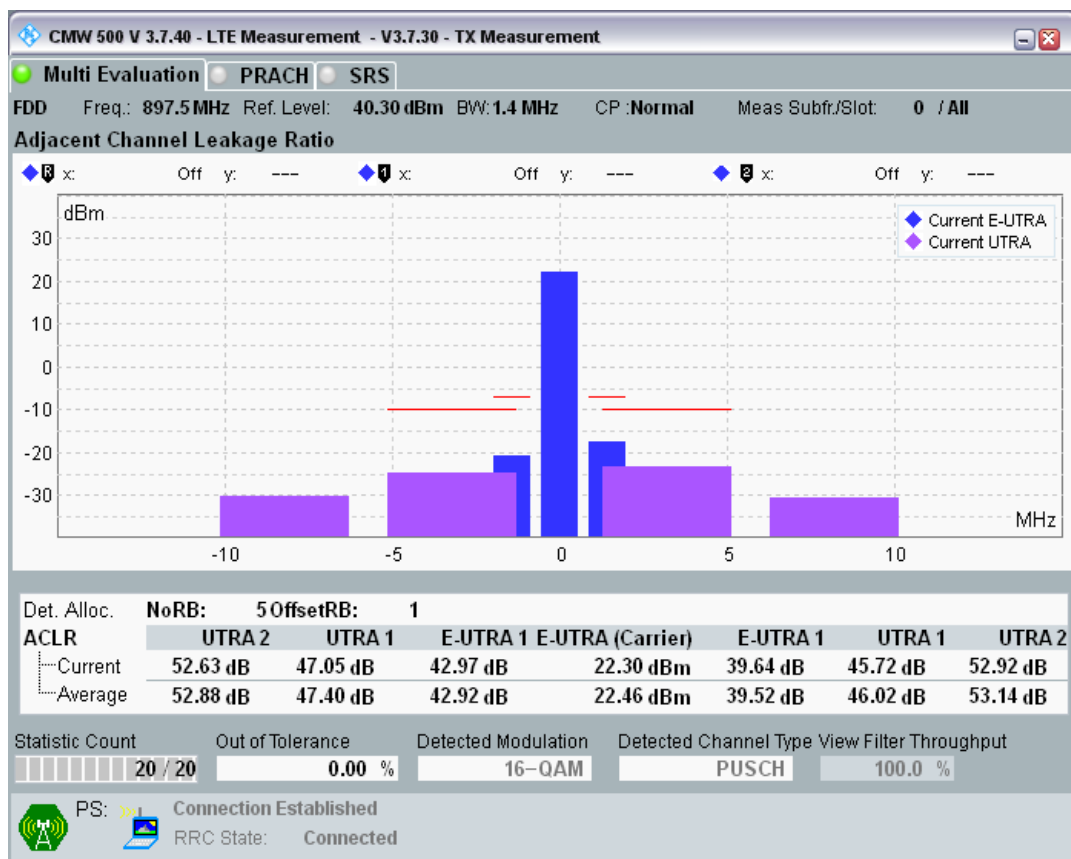 CMW 500 V 3.7.40 - LTE Measurement - V3.7.30 - TX Measurement
Multi Evaluation PRACH SRS
FDD Freq.: 897.5 MHz Ref. Level: 40.30 dBm BW: 1.4 MHz CP :Normal Meas Subfr./Slot: 0 / All
Adjacent Channel Leakage Ratio
R x: Off y: --- 1 x: Off y: --- 2 x: Off y: ---
dBm
Current E-UTRA
Current UTRA
30
20
10
0
-10
-20
-30
MHz
-10 -5 0 5 10
Det. Alloc. NoRB: 5 OffsetRB: 1
ACLR UTRA 2 UTRA 1 E-UTRA 1 E-UTRA (Carrier) E-UTRA 1 UTRA 1 UTRA 2
Current 52.63 dB 47.05 dB 42.97 dB 22.30 dBm 39.64 dB 45.72 dB 52.92 dB
Average 52.88 dB 47.40 dB 42.92 dB 22.46 dBm 39.52 dB 46.02 dB 53.14 dB
Statistic Count Out of Tolerance Detected Modulation Detected Channel Type View Filter Throughput
20 / 20 0.00 % 16-QAM PUSCH 100.0 %
PS: Connection Established
RRC State: Connected